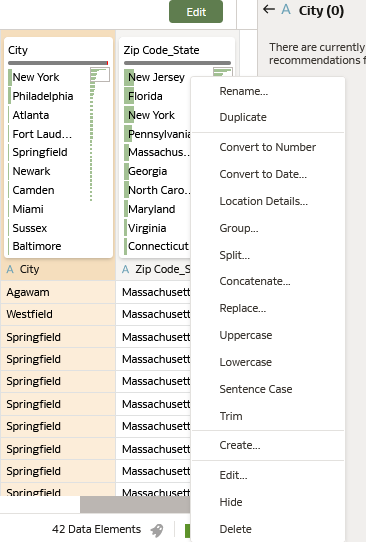 Edit
A City (0)
There are currently
recommendations f
City
New York
Philadelphia
Atlanta
Fort Laud...
Springfield
Newark
Camden
Miami
Sussex
Baltimore
Zip Code_State
New Jersey
Florida
New York
Pennsylvania
Massachus...
Georgia
North Caro...
Maryland
Virginia
Connecticut
A City
A Zip Code_S
Agawam Massachusett
Westfield Massachusett
Springfield Massachusett
Springfield Massachusett
Springfield Massachusett
Springfield Massachusett
Springfield Massachusett
Springfield Massachusett
Springfield Massachusett
Springfield Massachusett
Rename...
Duplicate
Convert to Number
Convert to Date...
Location Details...
Group...
Split...
Concatenate...
Replace...
Uppercase
Lowercase
Sentence Case
Trim
Create...
Edit...
Hide
Delete
42 Data Elements